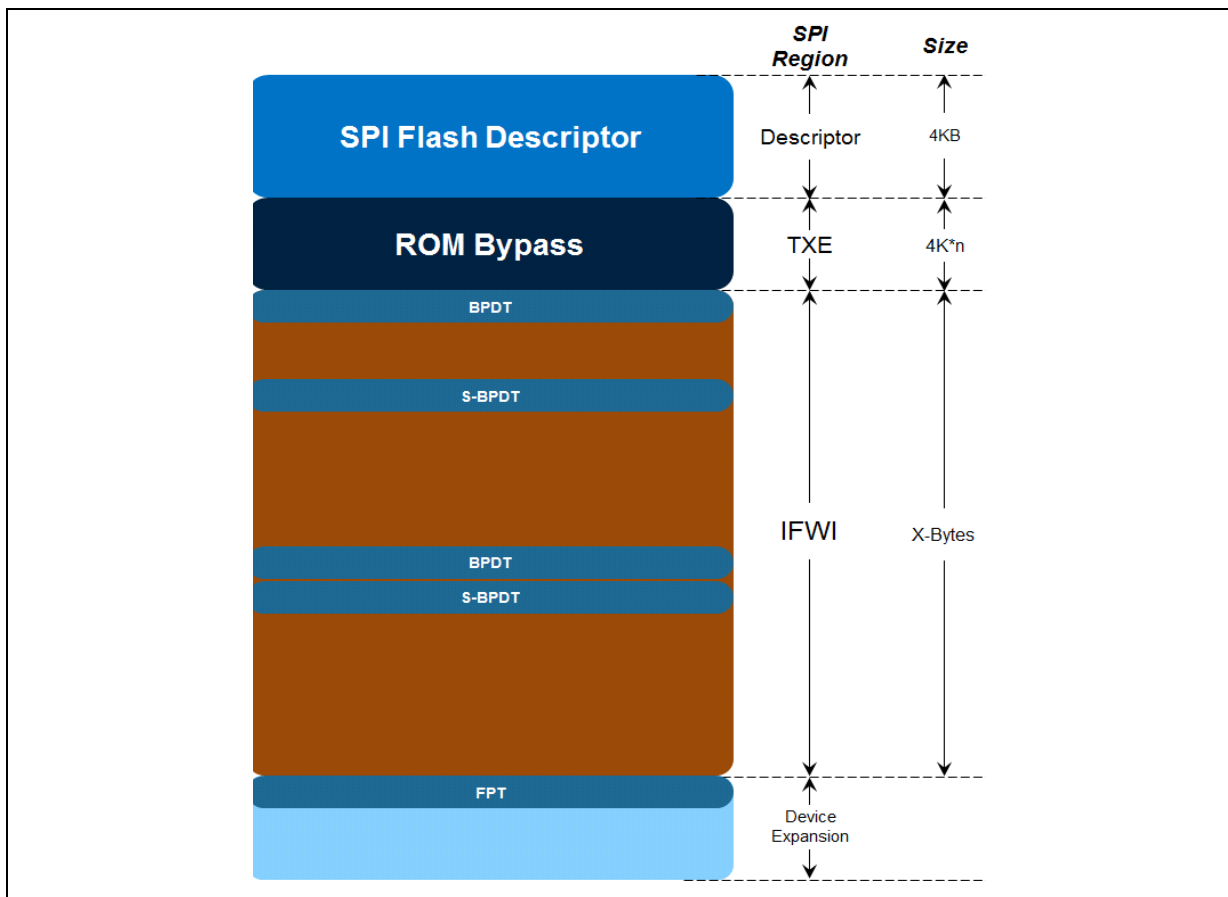 SPI
Region
Size
SPI Flash Descriptor
Descriptor
4KB
ROM Bypass
TXE
4K*n
BPDT
S-BPDT
IFWI
X-Bytes
BPDT
S-BPDT
FPT
Device
Expansion